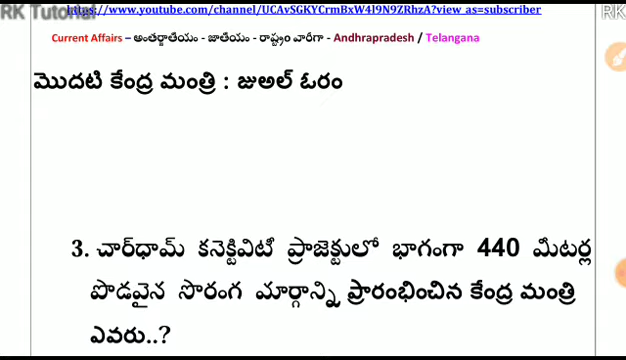 RK Tutorial
https://www.youtube.com/channel/UCAvSGKYCrmBxW4l9N9ZRhzA?view_as=subscriber
RK
Current Affairs – అంతర్జాతీయం - జాతీయం - రాష్ట్రం వారీగా - Andhrapradesh / Telangana
మొదటి కేంద్ర మంత్రి : జుఅల్ ఓరం
3. చార్‌ధామ్ కనెక్టివిటీ ప్రాజెక్టులో భాగంగా 440 మీటర్ల
పొడవైన సొరంగ మార్గాన్ని ప్రారంభించిన కేంద్ర మంత్రి
ఎవరు..?